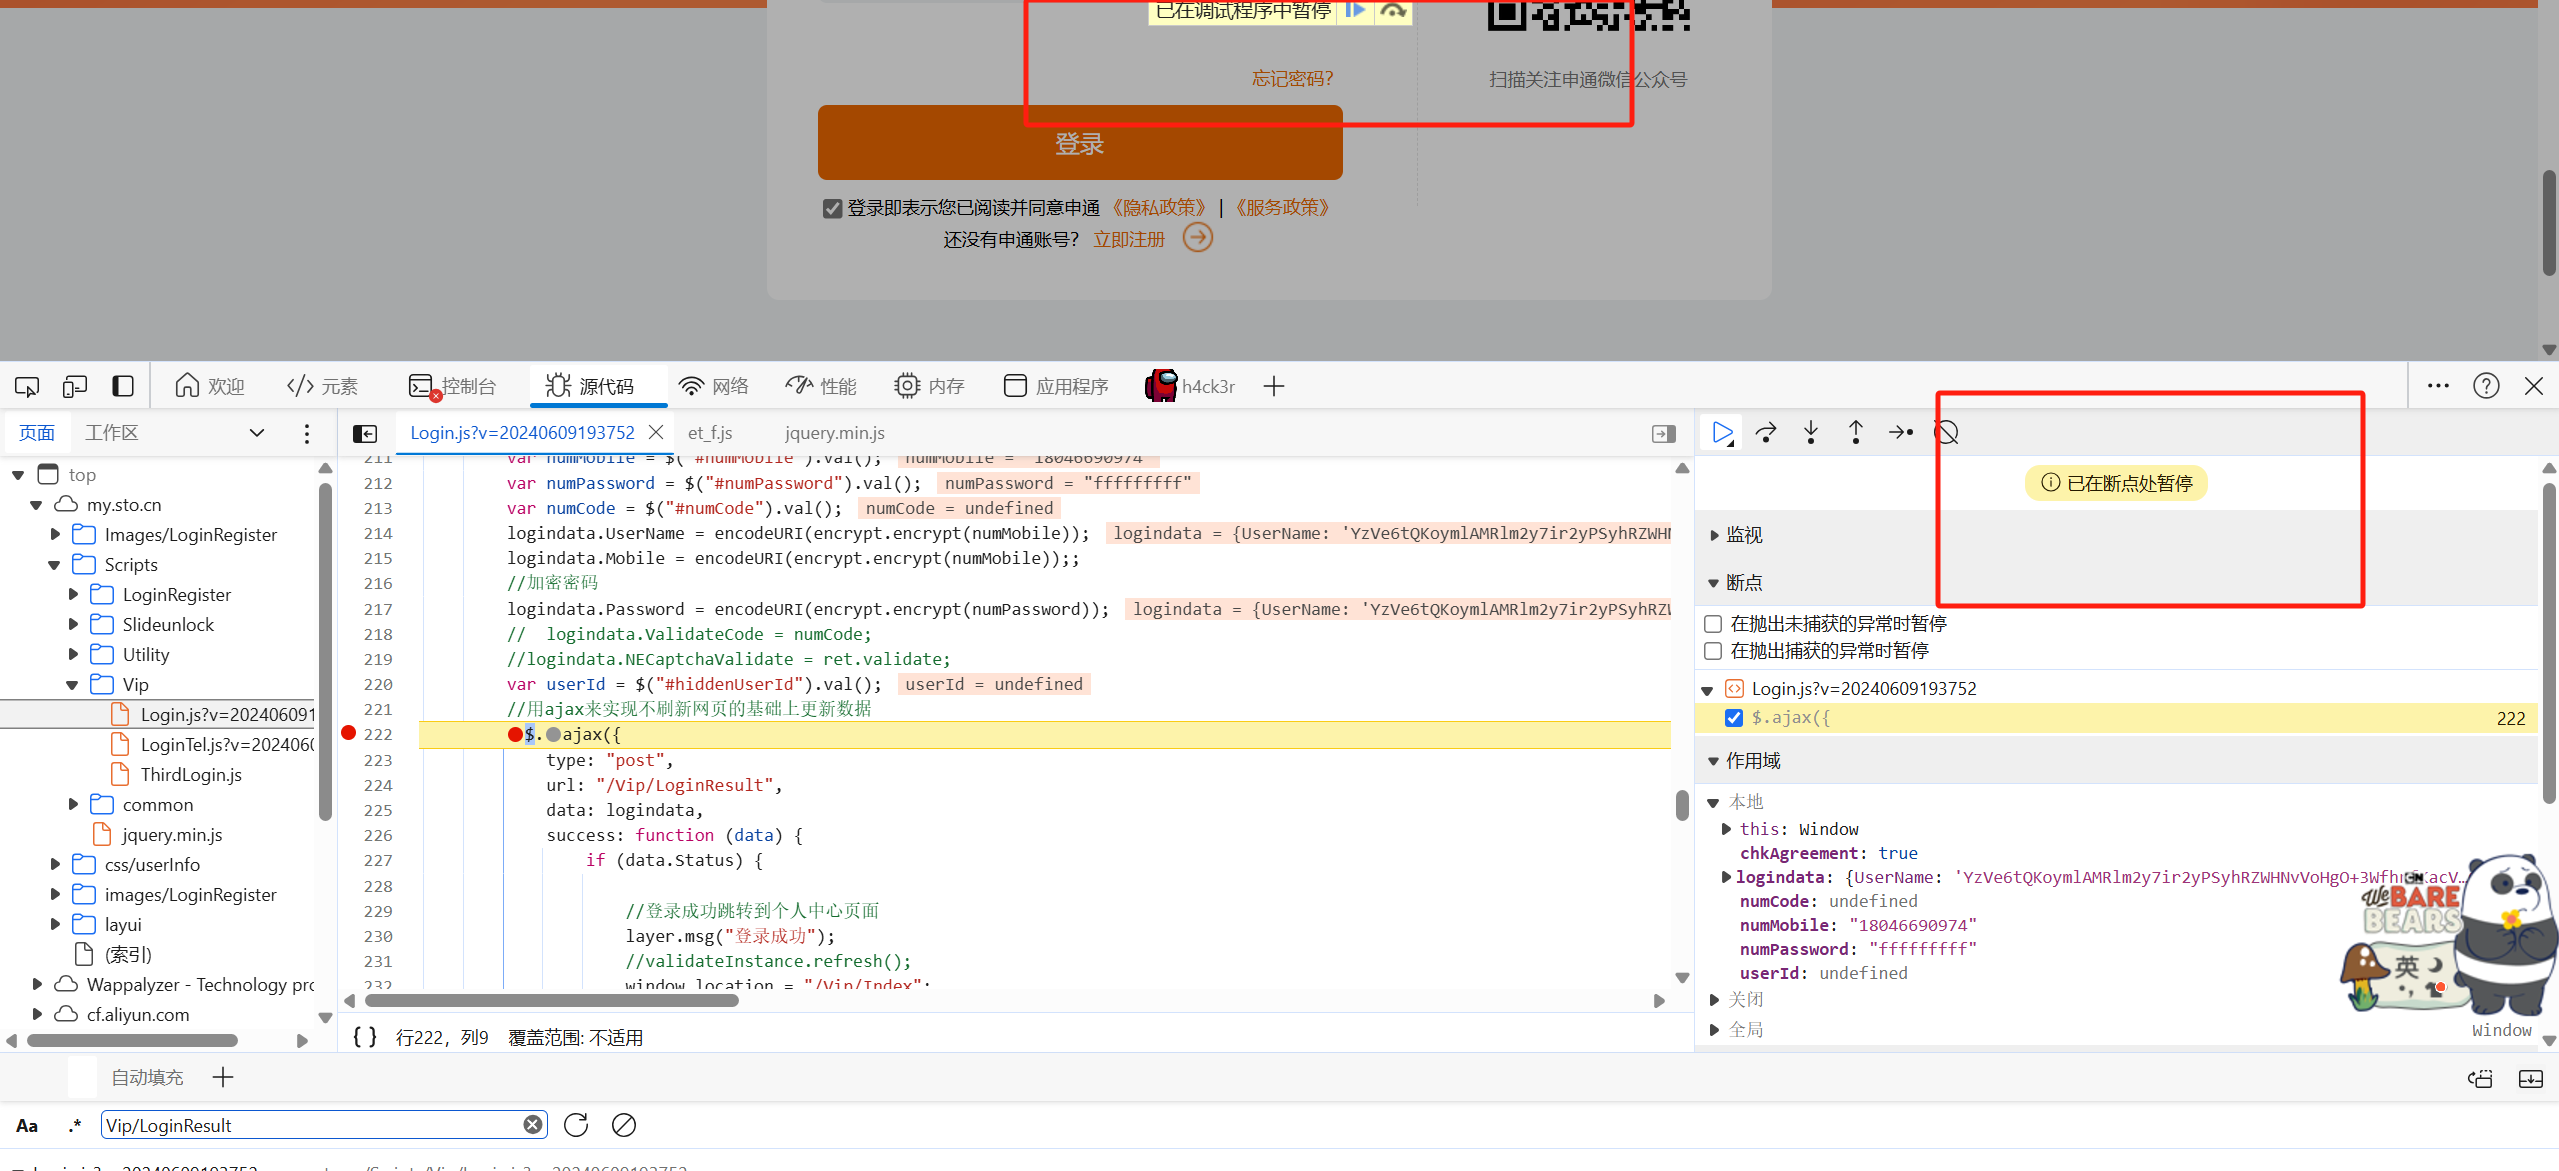 已在调试程序中暂停
忘记密码?
扫描关注申通微信公众号
登录
登录即表示您已阅读并同意申通 《隐私政策》 | 《服务政策》
还没有申通账号? 立即注册
欢迎
元素
控制台
源代码
网络
性能
内存
应用程序
h4ck3r
页面 工作区
Login.js?v=20240609193752
et_f.js
jquery.min.js
top
my.sto.cn
Images/LoginRegister
Scripts
LoginRegister
Slideunlock
Utility
Vip
Login.js?v=202406091
LoginTel.js?v=202406(
ThirdLogin.js
common
jquery.min.js
css/userInfo
images/LoginRegister
layui
(索引)
Wappalyzer - Technology pro
cf.aliyun.com
211 var numMobile = $("#numMobile").val(); numMobile = "18046690974"
212 var numPassword = $("#numPassword").val(); numPassword = "fffffffff"
213 var numCode = $("#numCode").val(); numCode = undefined
214 logindata.UserName = encodeURI(encrypt.encrypt(numMobile)); logindata = {UserName: 'YzVe6tQKoymlAMRlm2y7ir2yPSyhRZWHN
215 logindata.Mobile = encodeURI(encrypt.encrypt(numMobile));;
216 //加密密码
217 logindata.Password = encodeURI(encrypt.encrypt(numPassword)); logindata = {UserName: 'YzVe6tQKoymlAMRlm2y7ir2yPSyhRZW
218 // logindata.ValidateCode = numCode;
219 //logindata.NECaptchaValidate = ret.validate;
220 var userId = $("#hiddenUserId").val(); userId = undefined
221 //用ajax来实现不刷新网页的基础上更新数据
222 $.ajax({
223 type: "post",
224 url: "/Vip/LoginResult",
225 data: logindata,
226 success: function (data) {
227 if (data.Status) {
228
229 //登录成功跳转到个人中心页面
230 layer.msg("登录成功");
231 //validateInstance.refresh();
232 window.location = "/Vip/Index";
{ } 行222, 列9 覆盖范围: 不适用
已在断点处暂停
监视
断点
在抛出未捕获的异常时暂停
在抛出捕获的异常时暂停
Login.js?v=20240609193752
$.ajax({ 222
作用域
本地
this: Window
chkAgreement: true
logindata: {UserName: 'YzVe6tQKoymlAMRlm2y7ir2yPSyhRZWHNvVoHgO+3Wfh
numCode: undefined
numMobile: "18046690974"
numPassword: "fffffffff"
userId: undefined
关闭
全局 Window
CN
We BARE BEARS
英
自动填充
Aa .* Vip/LoginResult